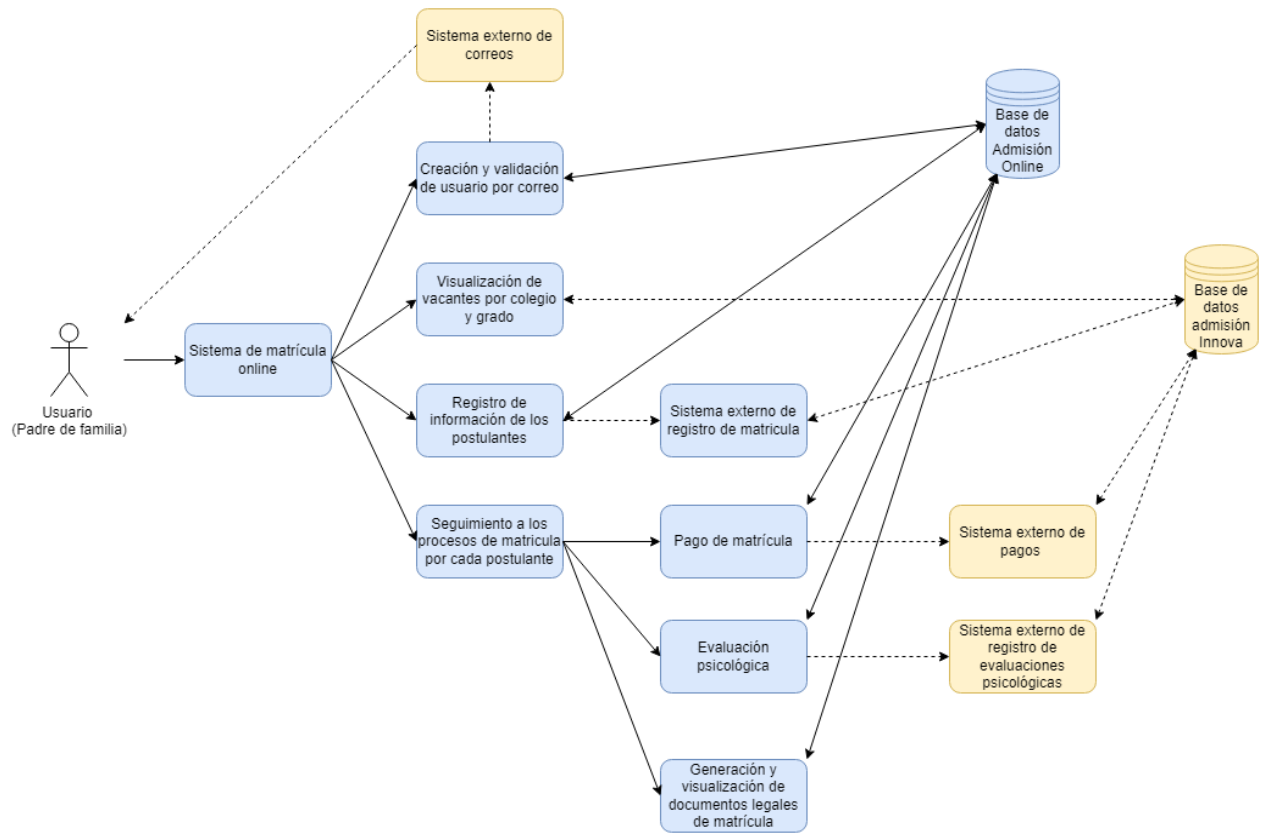 Sistema externo de
correos
Base de
datos
Admisión
Online
Creación y validación
de usuario por correo
Visualización de
vacantes por colegio
y grado
Base de
datos
admisión
Innova
Sistema de matrícula
online
Usuario
(Padre de familia)
Registro de
información de los
postulantes
Sistema externo de
registro de matricula
Seguimiento a los
procesos de matricula
por cada postulante
Pago de matrícula
Sistema externo de
pagos
Evaluación
psicológica
Sistema externo de
registro de
evaluaciones
psicológicas
Generación y
visualización de
documentos legales
de matrícula